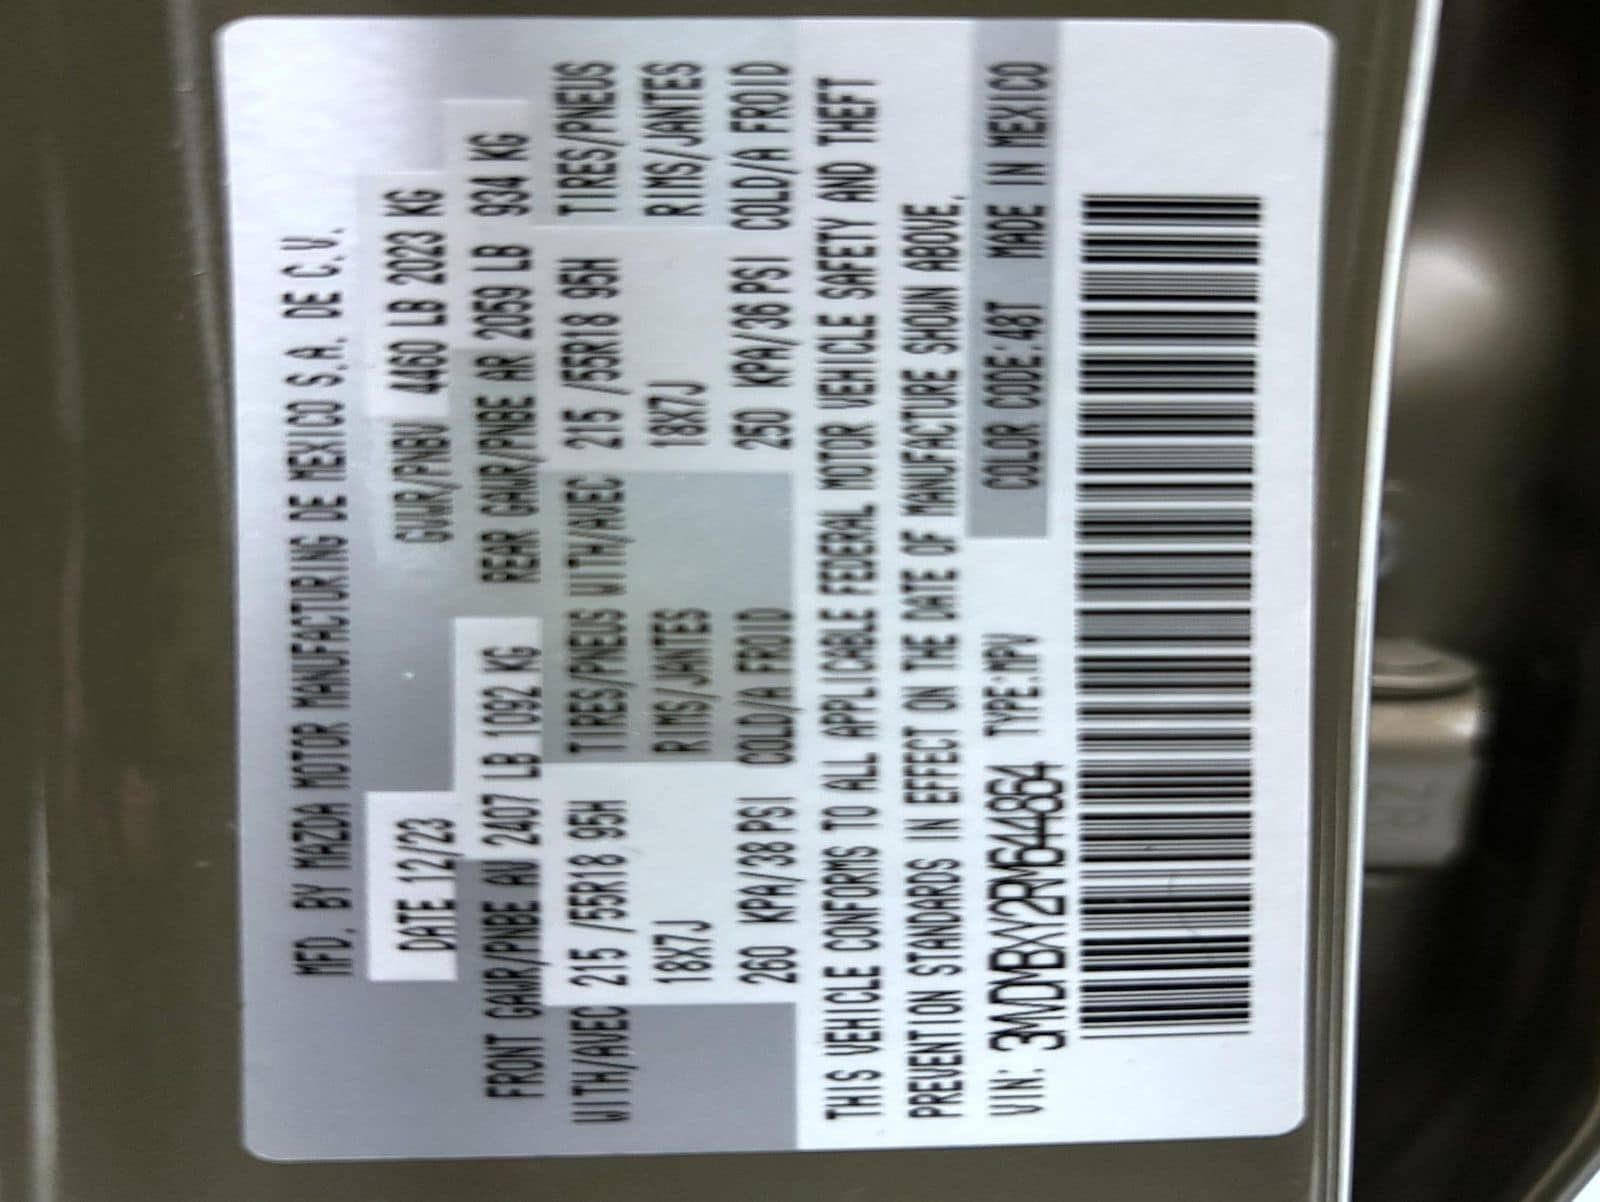 MFD. BY MAZDA MOTOR MANUFACTURING DE MEXICO S.A. DE C.V.
DATE 12/23 GVWR/PNBV 4460 LB 2023 KG
FRONT GAWR/PNBE AV 2407 LB 1092 KG REAR GAWR/PNBE AR 2059 LB 934 KG
WITH/AVEC 215 /55R18 95H TIRES/PNEUS WITH/AVEC 215 /55R18 95H TIRES/PNEUS
18X7J RIMS/JANTES 18X7J RIMS/JANTES
260 KPA/38 PSI COLD/A FROID 250 KPA/36 PSI COLD/A FROID
THIS VEHICLE CONFORMS TO ALL APPLICABLE FEDERAL MOTOR VEHICLE SAFETY AND THEFT
PREVENTION STANDARDS IN EFFECT ON THE DATE OF MANUFACTURE SHOWN ABOVE.
VIN: 3MVDMBXY2RM644864 TYPE:MPV COLOR CODE:48T MADE IN MEXICO